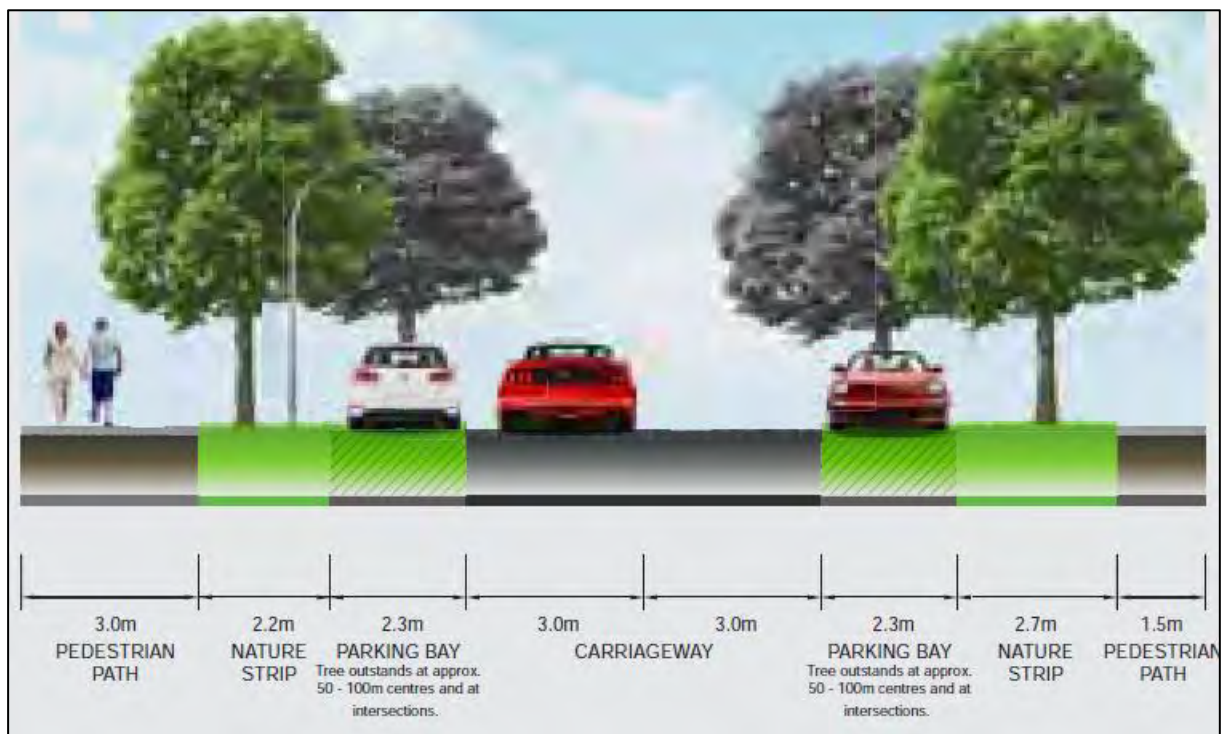 3.0m
PEDESTRIAN
PATH
2.2m
NATURE
STRIP
2.3m
PARKING BAY
Tree outstands at approx.
50 - 100m centres and at
intersections.
3.0m
3.0m
CARRIAGEWAY
2.3m
PARKING BAY
Tree outstands at approx.
50 - 100m centres and at
intersections.
2.7m
NATURE
STRIP
1.5m
PEDESTRIAN
PATH